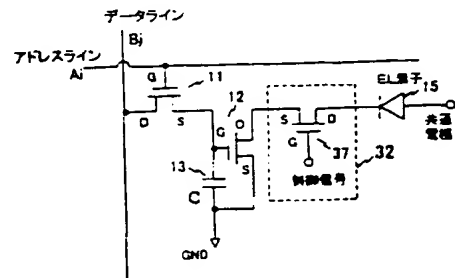 データライン
Bj
アドレスライン
Ai
G
11
D
S
12
G
D
S
13
C
GND
S
D
G
37
制御信号
32
EL素子
15
共通
電極